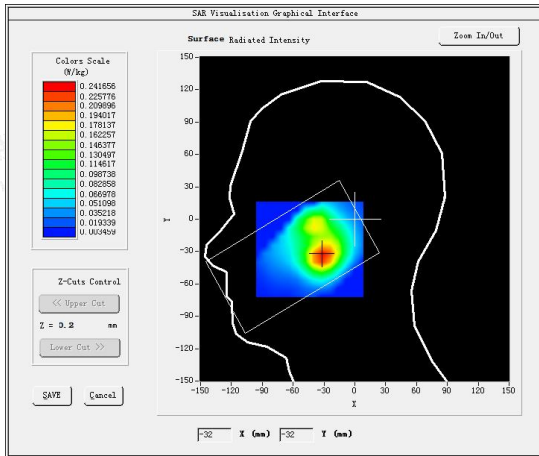 SAR Visualisation Graphical Interface
Surface Radiated Intensity
Zoom In/Out
Colors Scale
(W/kg)
0.241656
0.225776
0.209896
0.194017
0.178137
0.162257
0.146377
0.130497
0.114617
0.098738
0.082858
0.066978
0.051098
0.035218
0.019339
0.003459
Z-Cuts Control
<< Upper Cut
Z = 0.2 mm
Lower Cut >>
SAVE
Cancel
150
120
90
60
30
0
-30
-60
-90
-120
-150
Y
-150 -120 -90 -60 -30 0 30 60 90 120 150
X
-32 X (mm) -32 Y (mm)